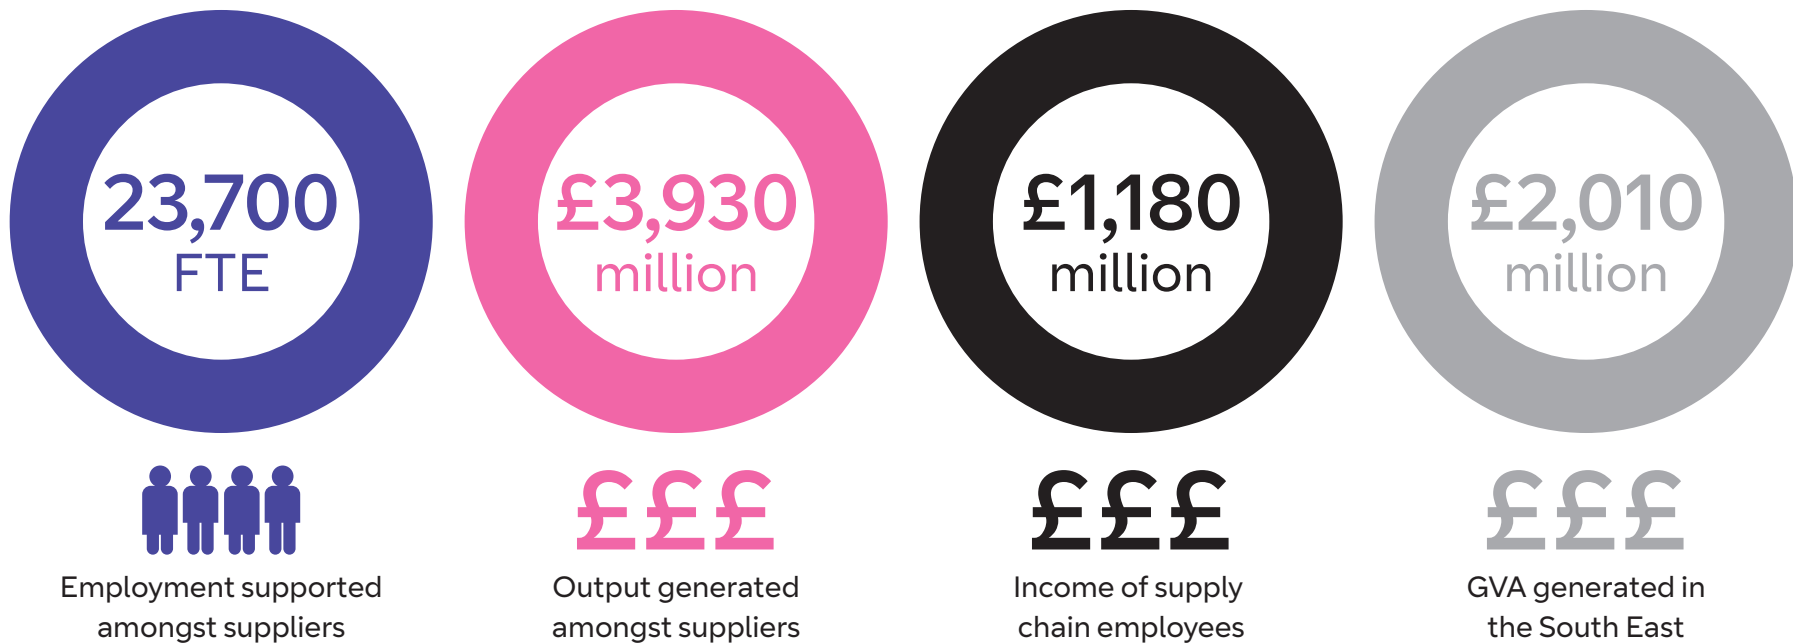 23,700
FTE
£3,930
million
£1,180
million
£2,010
million
£££
£££
£££
Employment supported
amongst suppliers
Output generated
amongst suppliers
Income of supply
chain employees
GVA generated in
the South East